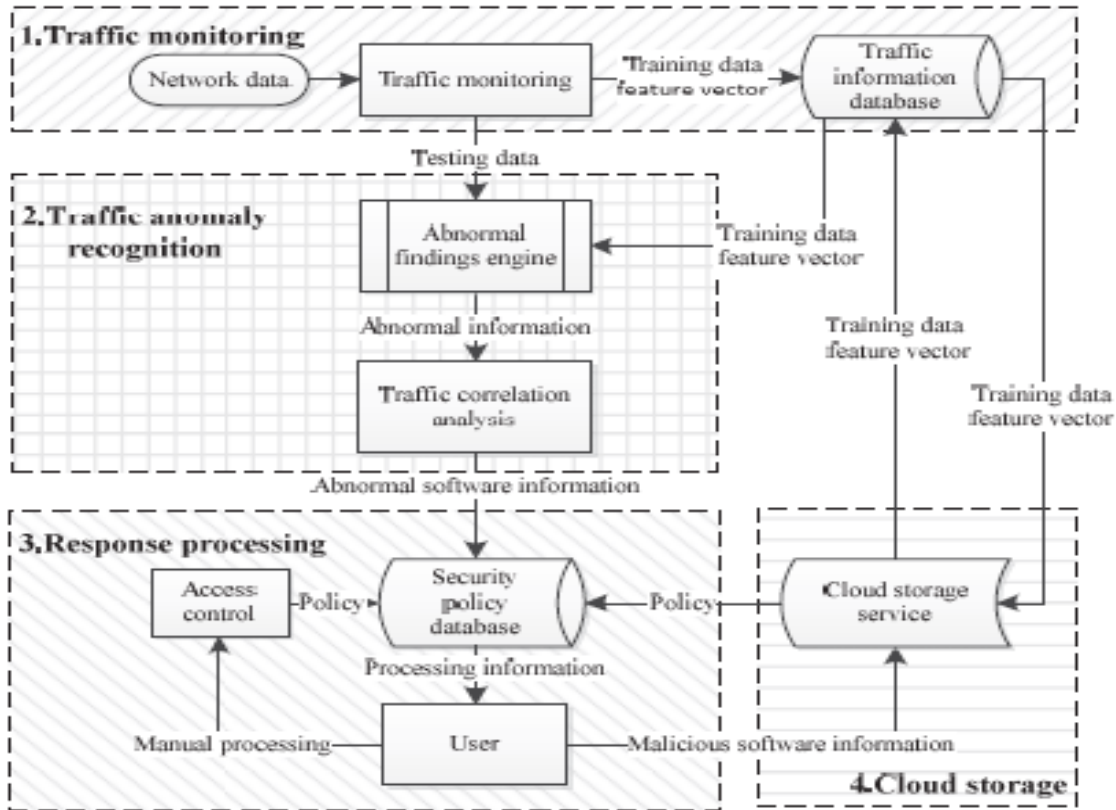 1.Traffic monitoring
Network data
Traffic monitoring
Training data
feature vector
Traffic
information
database
Testing data
2.Traffic anomaly
recognition
Abnormal
findings engine
Training data
feature vector
Abnormal information
Training data
feature vector
Traffic correlation
analysis
Training data
feature vector
Abnormal software information
3.Response processing
Access
control
Policy
Security
policy
database
Policy
Cloud storage
service
Processing information
Manual processing
User
Malicious software information
4.Cloud storage